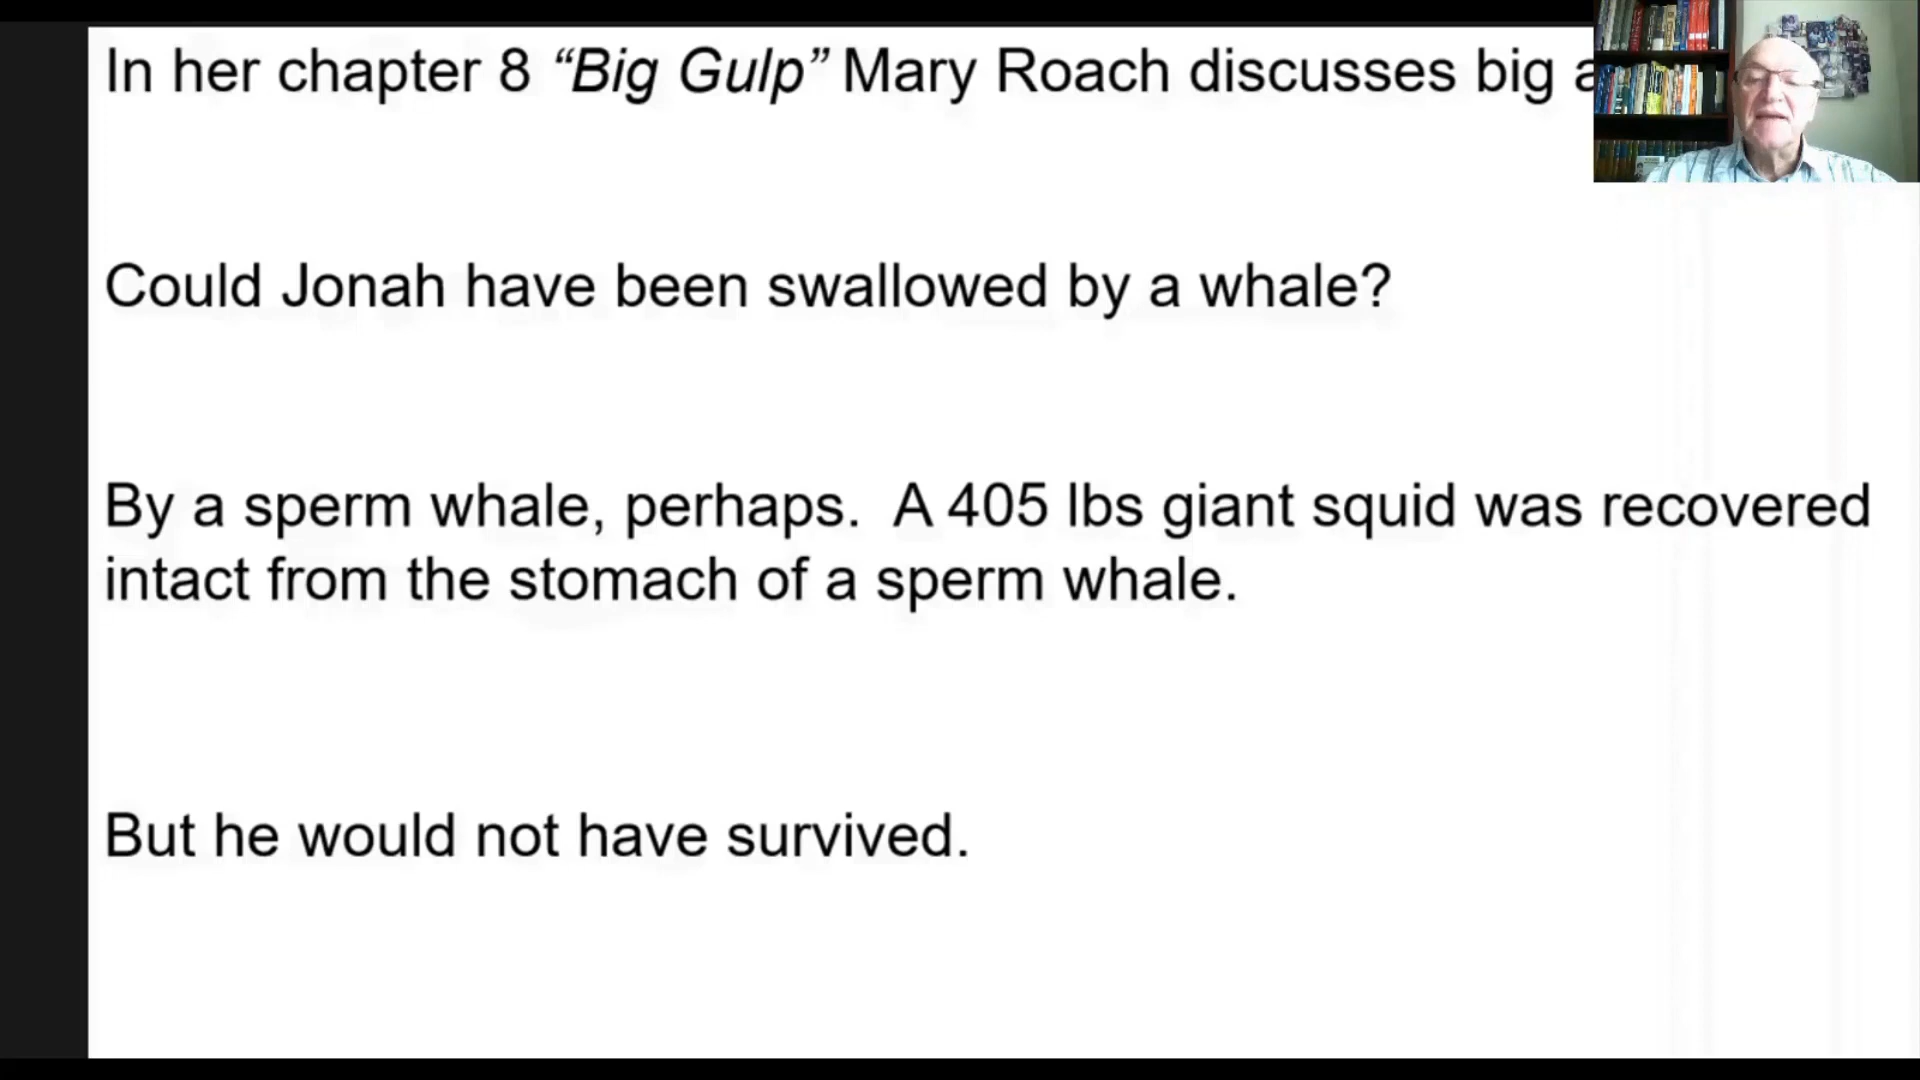 In her chapter 8 “Big Gulp” Mary Roach discusses big
Could Jonah have been swallowed by a whale?
By a sperm whale, perhaps. A 405 lbs giant squid was recovered
intact from the stomach of a sperm whale.
But he would not have survived.